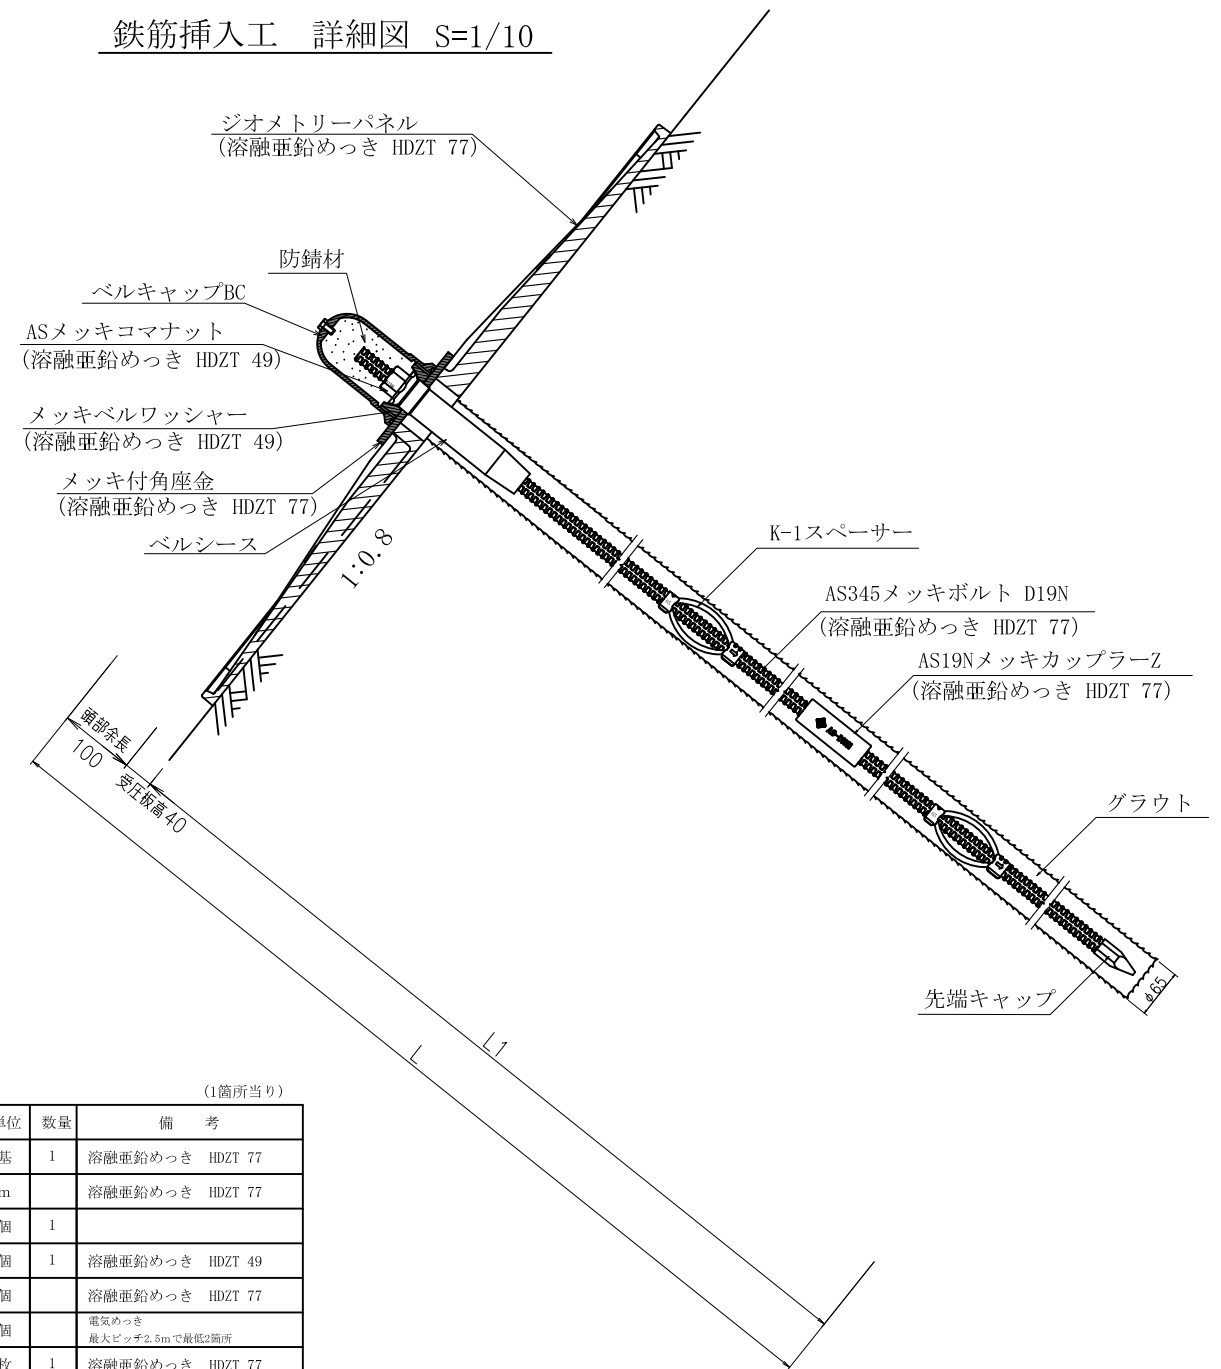 鉄筋挿入工　詳細図 S=1/10
ジオメトリーパネル
(溶融亜鉛めっき HDZT 77)
防錆材
ベルキャップBC
ASメッキコマナット
(溶融亜鉛めっき HDZT 49)
メッキベルワッシャー
(溶融亜鉛めっき HDZT 49)
メッキ付角座金
(溶融亜鉛めっき HDZT 77)
ベルシース
1:0.8
K-1スペーサー
AS345メッキボルト D19N
(溶融亜鉛めっき HDZT 77)
AS19NメッキカップラーZ
(溶融亜鉛めっき HDZT 77)
グラウト
先端キャップ
φ65
頭部余長
100
受圧板高40
L1
L
(1箇所当り)
単位 数量 備　考
基 1 溶融亜鉛めっき HDZT 77
m 溶融亜鉛めっき HDZT 77
個 1
個 1 溶融亜鉛めっき HDZT 49
個 溶融亜鉛めっき HDZT 77
個 電気めっき
最大ピッチ2.5mで最低2箇所
枚 1 溶融亜鉛めっき HDZT 77